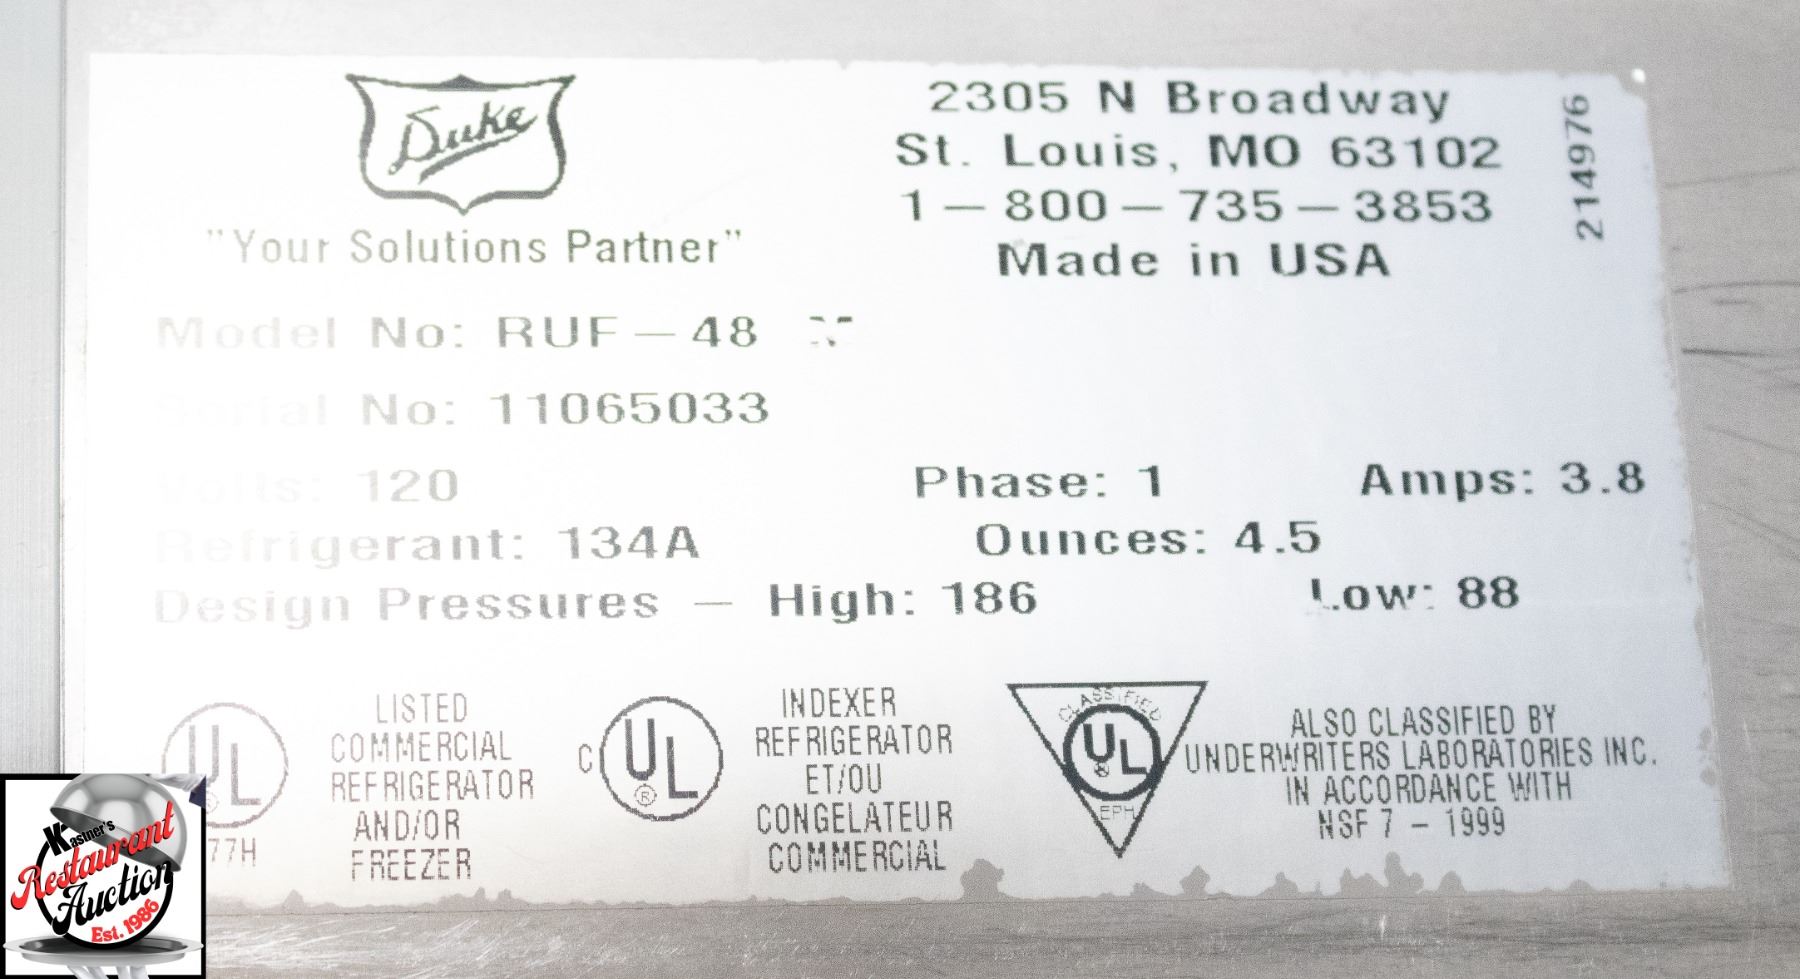 Duke
"Your Solutions Partner"
2305 N Broadway
St. Louis, MO 63102
1-800-735-3853
Made in USA
214976
Model No: RUF-48
Serial No: 11065033
Volts: 120 Phase: 1 Amps: 3.8
Refrigerant: 134A Ounces: 4.5
Design Pressures - High: 186 Low: 88
UL ®
77H
LISTED
COMMERCIAL
REFRIGERATOR
AND/OR
FREEZER
C UL ®
INDEXER
REFRIGERATOR
ET/OU
CONGELATEUR
COMMERCIAL
CLASSIFIED
UL ®
EPH
ALSO CLASSIFIED BY
UNDERWRITERS LABORATORIES INC.
IN ACCORDANCE WITH
NSF 7 - 1999
Kastner's
Restaurant
Auction
Est. 1986